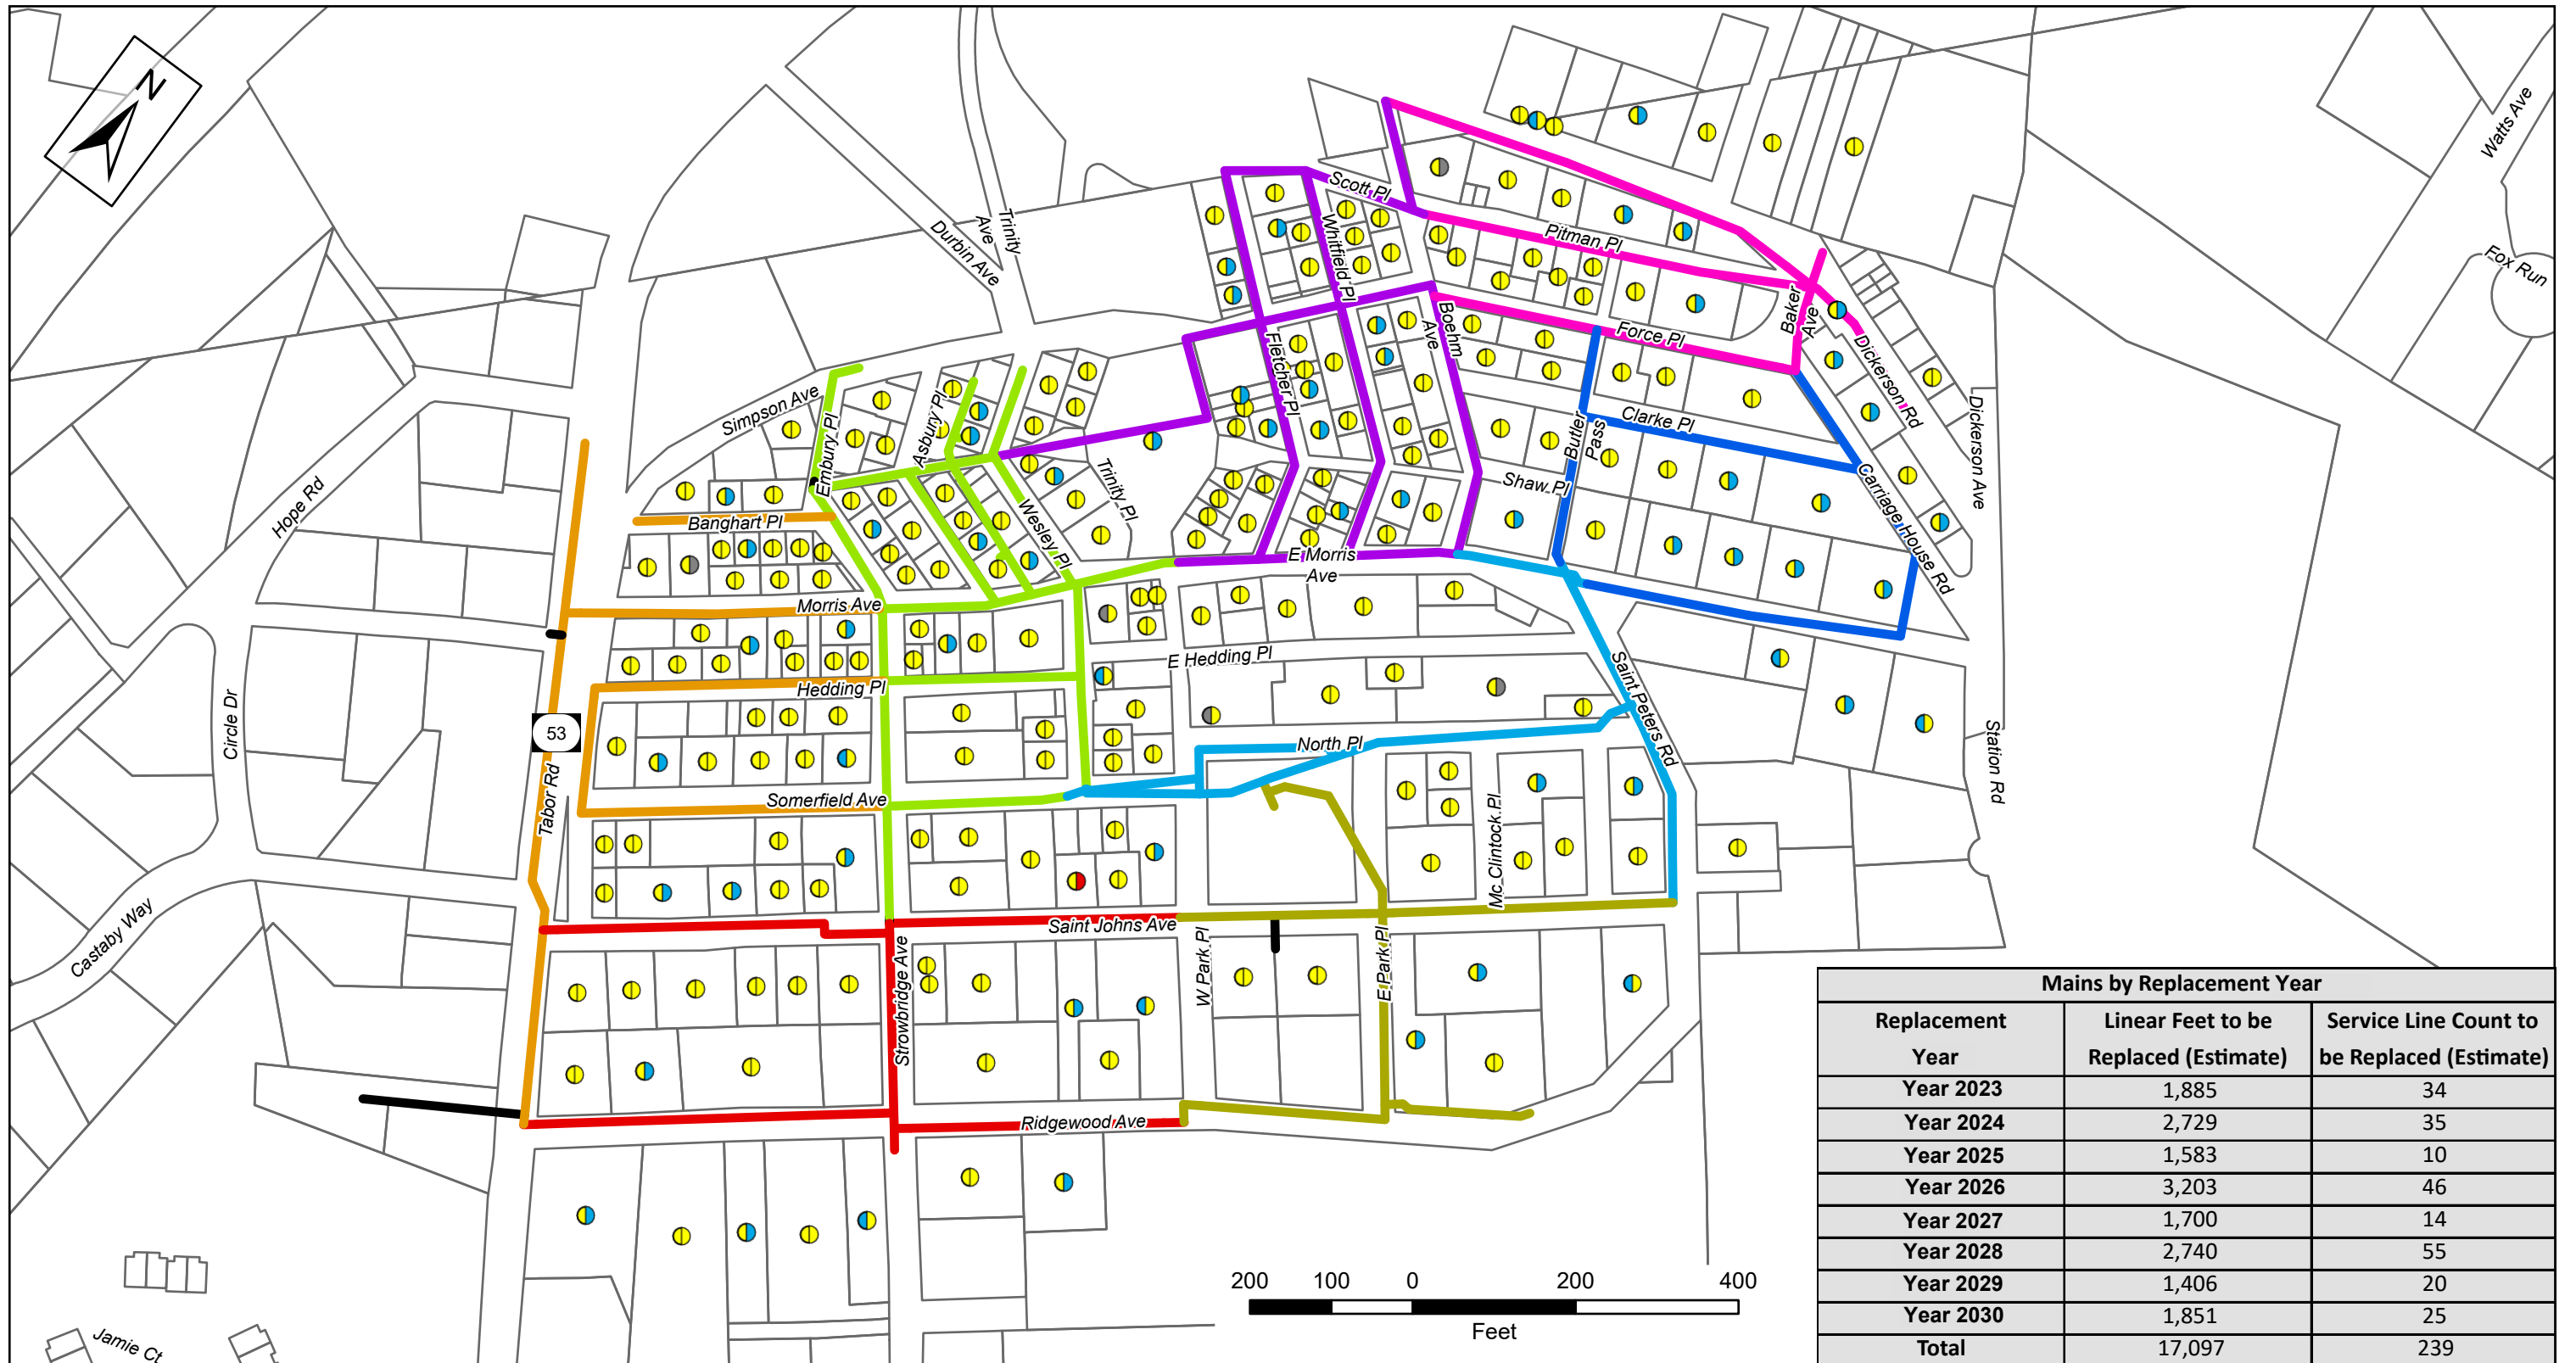 N
Watts Ave
Fox Run
Trinity
Ave
Durbin Ave
Scott Pl
Whitfield Pl
Pitman Pl
Boehm
Ave
Force Pl
Baker
Ave
Dickerson Rd
Fletcher Pl
Simpson Ave
Embury Pl
Asbury Pl
Clarke Pl
Butler
Pass
Dickerson Ave
Hope Rd
Banghart Pl
Wesley Pl
Trinity Pl
Shaw Pl
Carriage House Rd
E Morris
Ave
Morris Ave
E Hedding Pl
Hedding Pl
Saint Peters Rd
Circle Dr
53
North Pl
Station Rd
Tabor Rd
Somerfield Ave
Mc Clintock Pl
Castaby Way
Saint Johns Ave
Strowbridge Ave
W Park Pl
E Park Pl
Ridgewood Ave
Jamie Ct
200 100 0 200 400
Feet
Mains by Replacement Year
Replacement Linear Feet to be Service Line Count to
Year Replaced (Estimate) be Replaced (Estimate)
Year 2023 1,885 34
Year 2024 2,729 35
Year 2025 1,583 10
Year 2026 3,203 46
Year 2027 1,700 14
Year 2028 2,740 55
Year 2029 1,406 20
Year 2030 1,851 25
Total 17,097 239